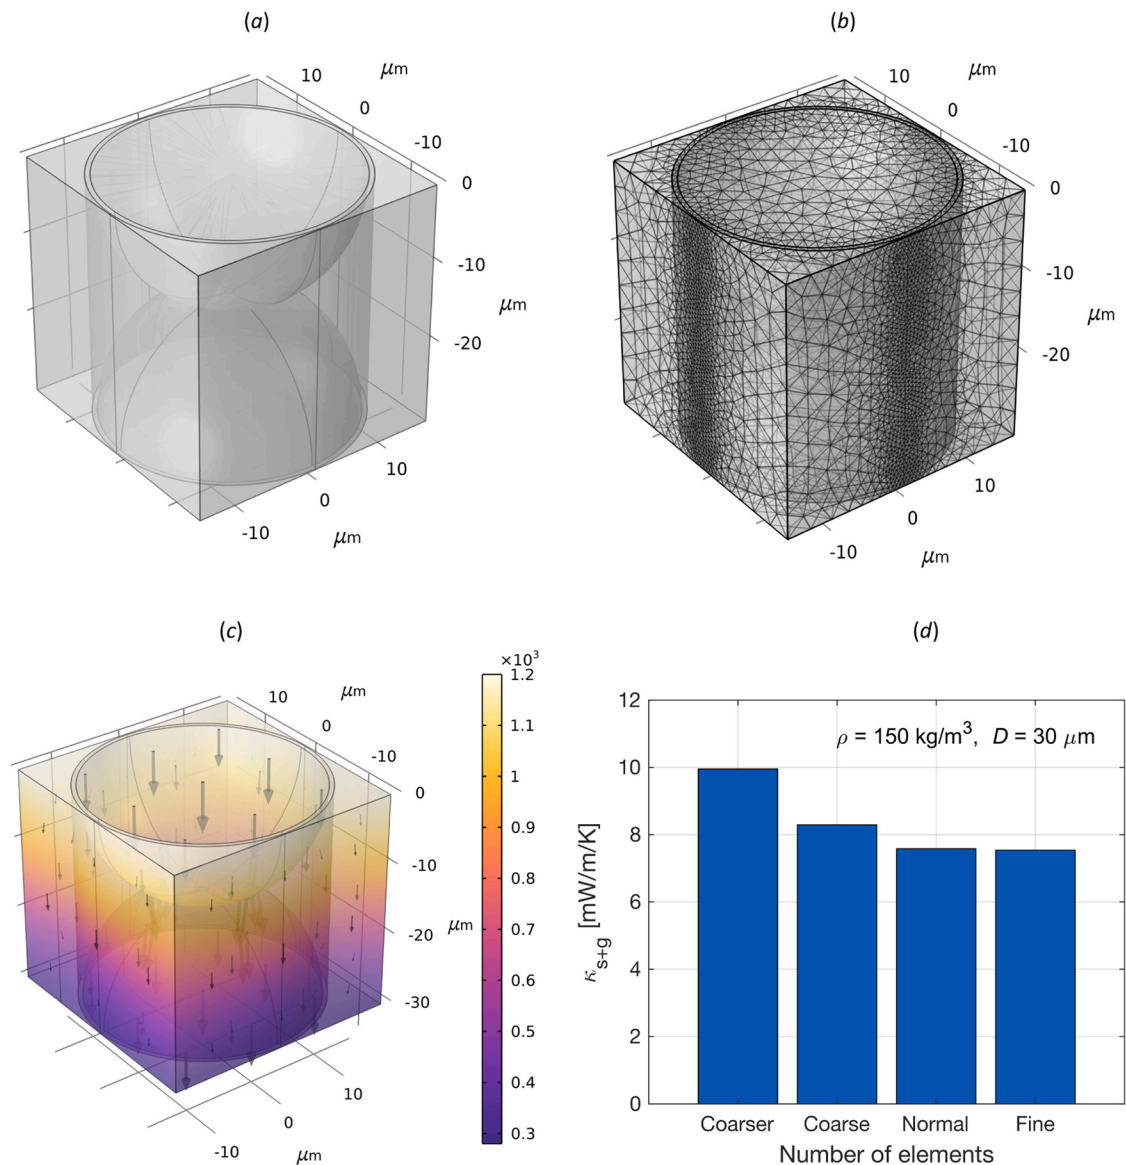 (a)
10
μm
0
-10
0
-10
μm
-20
10
0
-10
μm
(b)
10
μm
0
-10
0
-10
μm
-20
10
0
-10
μm
(c)
10
μm
0
-10
0
-10
μm
-20
-30
10
0
-10
μm
×10³
1.2
1.1
1
0.9
0.8
0.7
0.6
0.5
0.4
0.3
(d)
12
10
8
6
4
2
0
κs+g [mW/m/K]
ρ = 150 kg/m³, D = 30 μm
Coarser Coarse Normal Fine
Number of elements